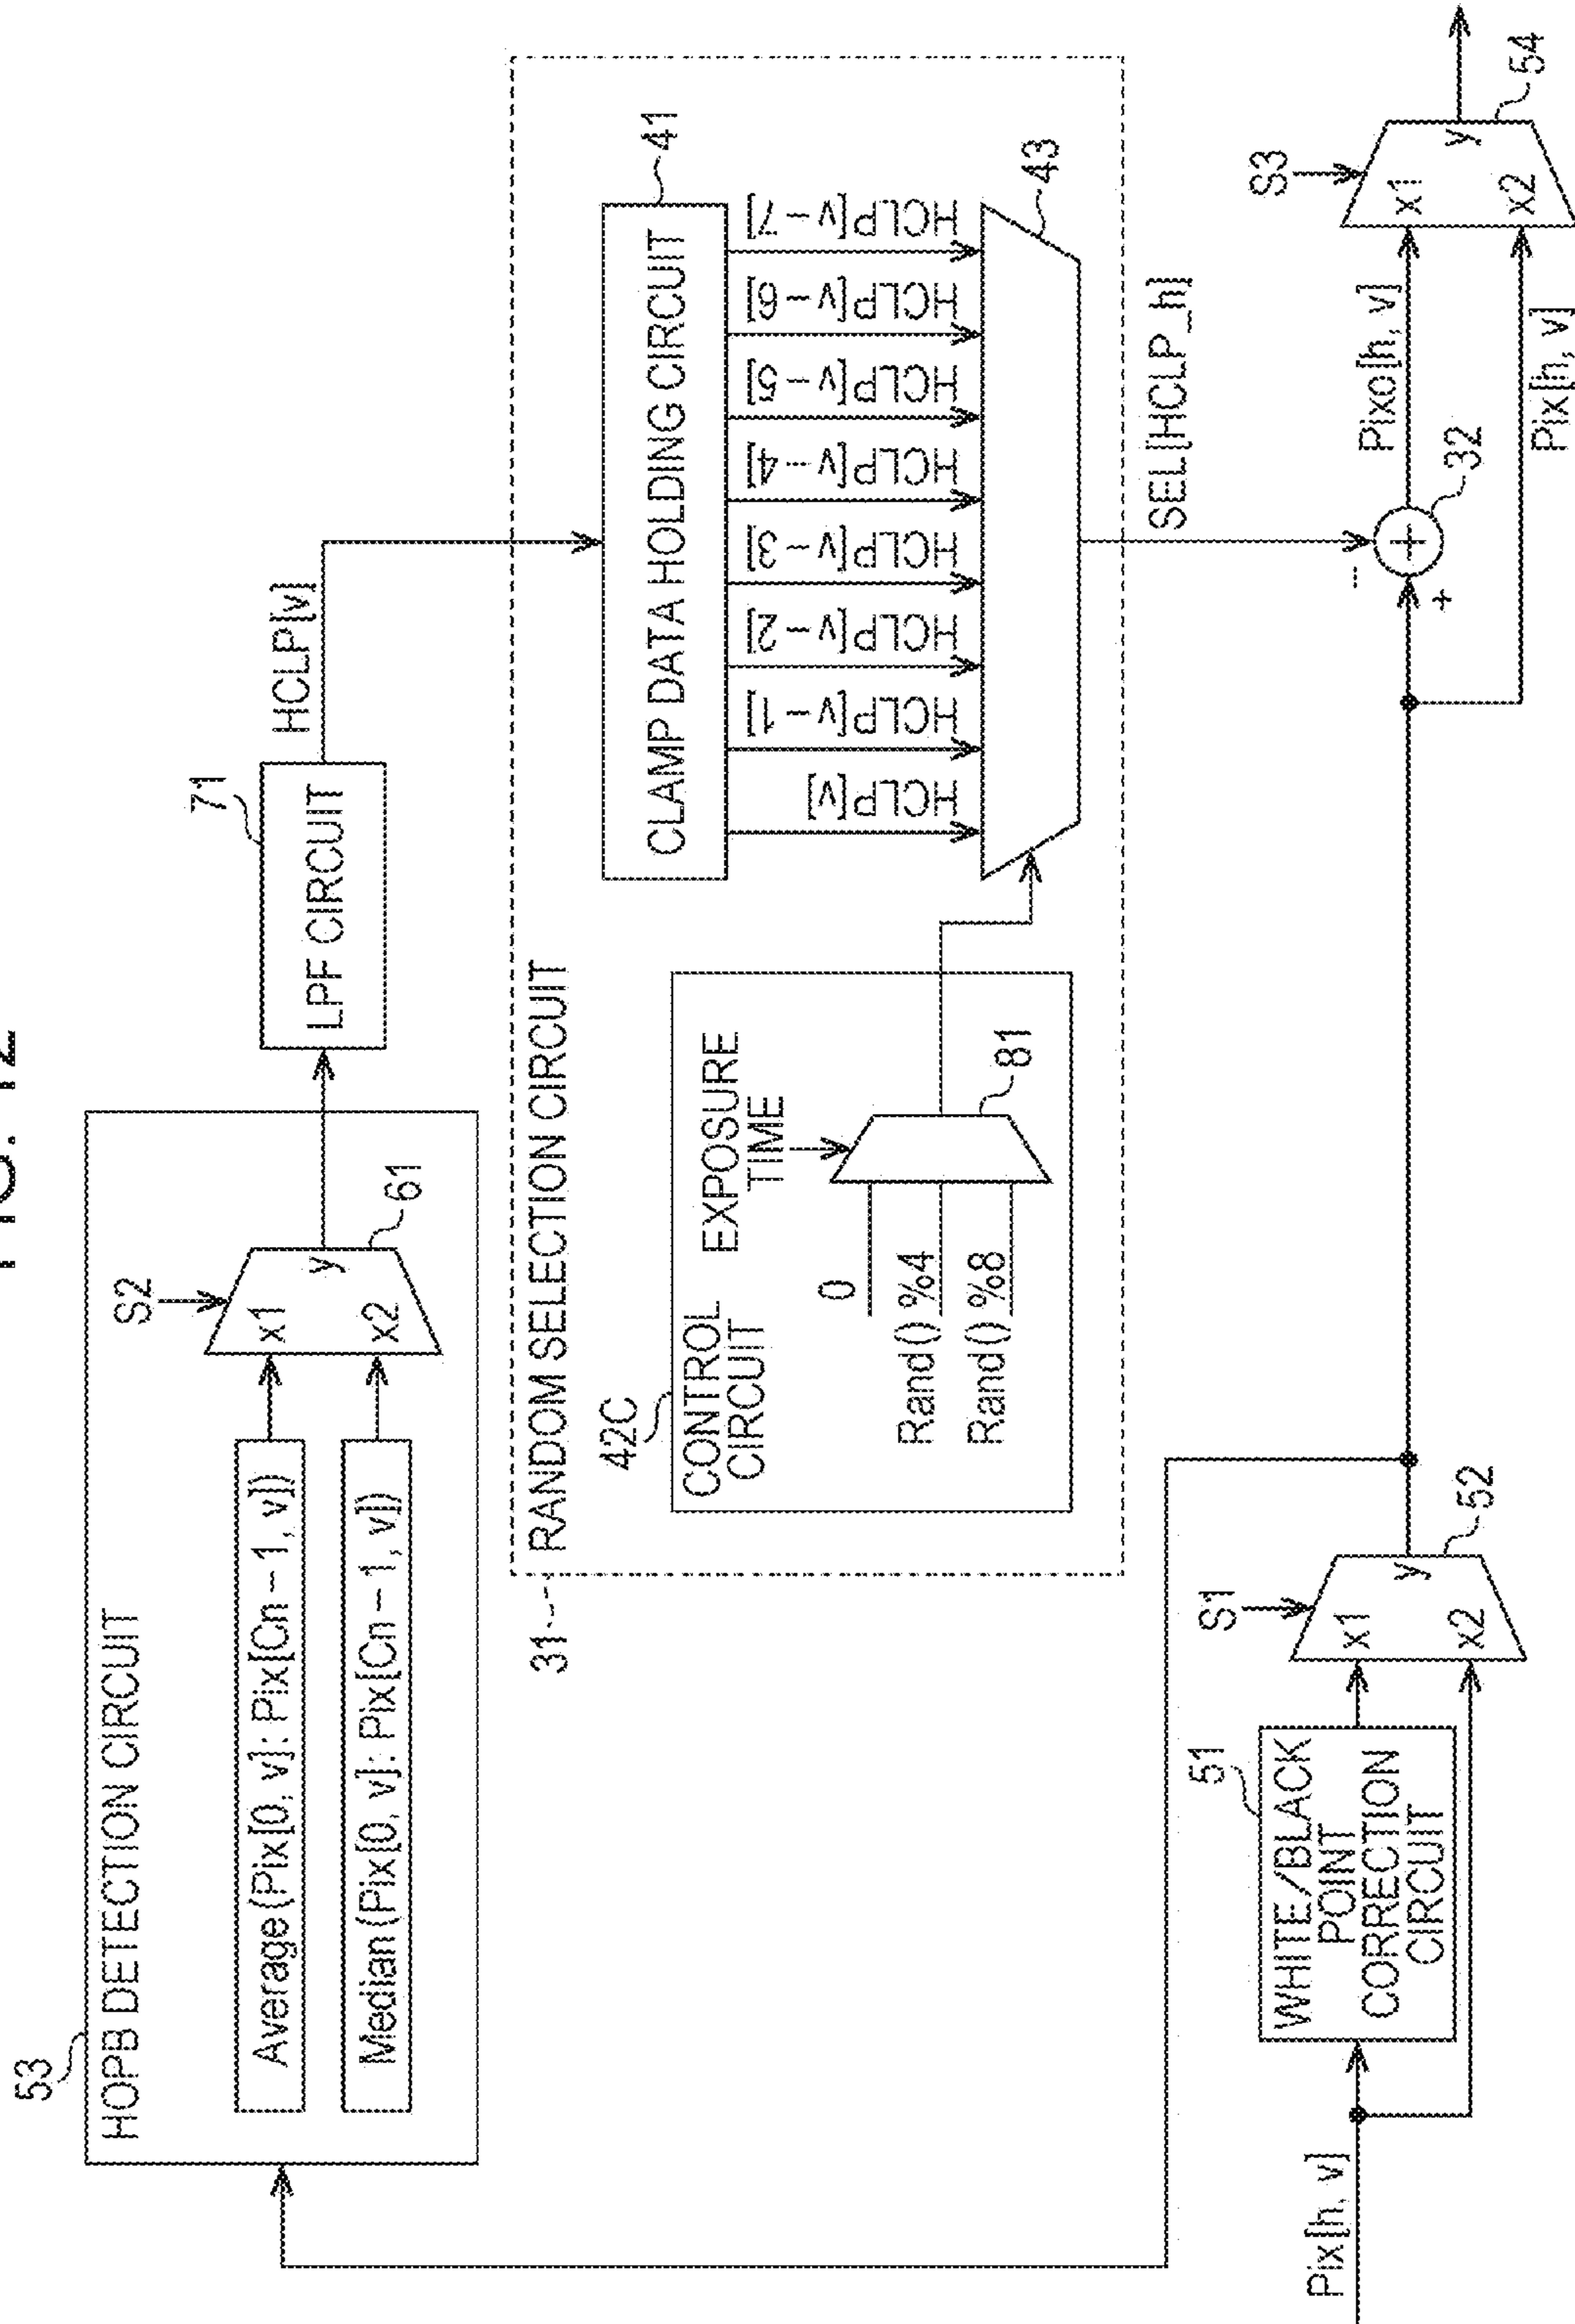 FIG. 12
53
HOPB DETECTION CIRCUIT
Average (Pix[0, v]: Pix[Cn−1, v])
Median (Pix[0, v]: Pix[Cn−1, v])
S2
x1
x2
y
61
71
LPF CIRCUIT
HCLP[v]
31
RANDOM SELECTION CIRCUIT
42C
CONTROL
CIRCUIT
EXPOSURE
TIME
0
Rand() %4
Rand() %8
81
CLAMP DATA HOLDING CIRCUIT
41
HCLP[v]
HCLP[v−1]
HCLP[v−2]
HCLP[v−3]
HCLP[v−4]
HCLP[v−5]
HCLP[v−6]
HCLP[v−7]
43
SEL[HCLP_h]
Pix[h, v]
51
WHITE/BLACK
POINT
CORRECTION
CIRCUIT
S1
x1
x2
y
52
−
+
+
32
Pixo[h, v]
Pix[h, v]
S3
x1
x2
y
54